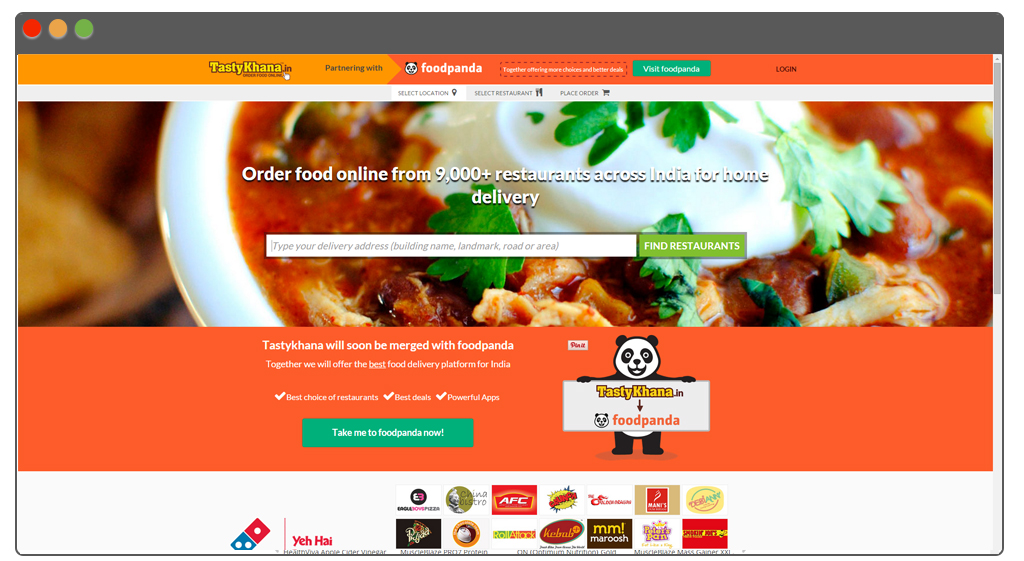 TastyKhana.in
ORDER FOOD ONLINE
Partnering with
foodpanda
Together offering more choices and better deals
Visit foodpanda
LOGIN
SELECT LOCATION
SELECT RESTAURANT
PLACE ORDER
Order food online from 9,000+ restaurants across India for home
delivery
Type your delivery address (building name, landmark, road or area)
FIND RESTAURANTS
Tastykhana will soon be merged with foodpanda
Together we will offer the best food delivery platform for India
Best choice of restaurants
Best deals
Powerful Apps
Take me to foodpanda now!
Pin it
TastyKhana.in
foodpanda
EAGLEBOYSPIZZA
China
Bistro
AFC
MANI'S
Yeh Hai
RollAttack
Kebub+
mm!
maroosh
HealthViva Apple Cider Vinegar
MuscleBlaze PRO7 Protein
ON (Optimum Nutrition) Gold
MuscleBlaze Mass Gainer XXL